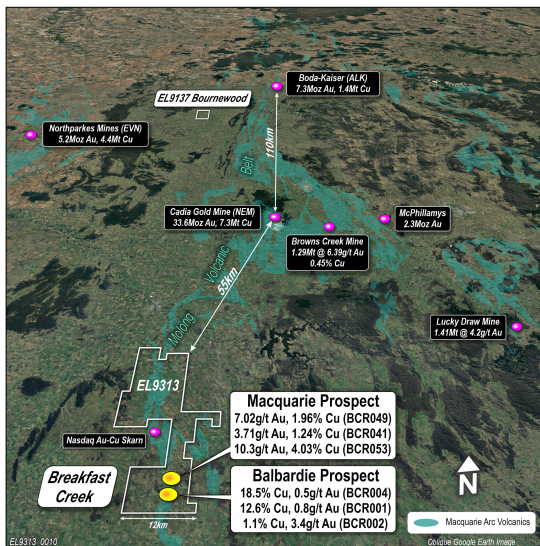 Boda-Kaiser (ALK)
7.3Moz Au, 1.4Mt Cu
EL9137 Bournewood
Northparkes Mines (EVN)
5.2Moz Au, 4.4Mt Cu
110km
Belt
Cadia Gold Mine (NEM)
33.6Moz Au, 7.3Mt Cu
McPhillamys
2.3Moz Au
Browns Creek Mine
1.29Mt @ 6.39g/t Au
0.45% Cu
Volcanic
55km
Molong
Lucky Draw Mine
1.41Mt @ 4.2g/t Au
EL9313
Macquarie Prospect
7.02g/t Au, 1.96% Cu (BCR049)
3.71g/t Au, 1.24% Cu (BCR041)
10.3g/t Au, 4.03% Cu (BCR053)
Nasdaq Au-Cu Skarn
Breakfast
Creek
Balbardie Prospect
18.5% Cu, 0.5g/t Au (BCR004)
12.6% Cu, 0.8g/t Au (BCR001)
1.1% Cu, 3.4g/t Au (BCR002)
N
12km
Macquarie Arc Volcanics
EL9313_0010
Oblique Google Earth Image